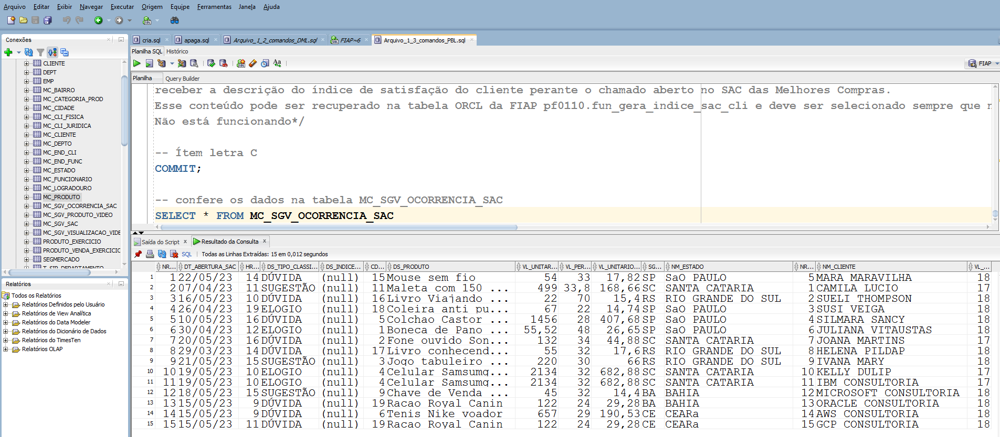 Arquivo Editar Exibir Navegar Executar Origem Equipe Ferramentas Janela Ajuda
Conexões
cria.sql apaga.sql Arquivo_1_2_comandos_DML.sql FIAP~6 Arquivo_1_3_comandos_PBL.sql
Planilha SQL Histórico
FIAP
Planilha Query Builder
CLIENTE
DEPT
EMP
MC_BAIRRO
MC_CATEGORIA_PROD
MC_CIDADE
MC_CLI_FISICA
MC_CLI_JURIDICA
MC_CLIENTE
MC_DEPTO
MC_END_CLI
MC_END_FUNC
MC_ESTADO
MC_FUNCIONARIO
MC_LOGRADOURO
MC_PRODUTO
MC_SGV_OCORRENCIA_SAC
MC_SGV_PRODUTO_VIDEO
MC_SGV_SAC
MC_SGV_VISUALIZACAO_VIDE
PRODUTO_EXERCICIO
PRODUTO_VENDA_EXERCICIO
SEGMERCADO
T_SIP_DEPARTAMENTO
receber a descrição do índice de satisfação do cliente perante o chamado aberto no SAC das Melhores Compras.
Esse conteúdo pode ser recuperado na tabela ORCL da FIAP pf0110.fun_gera_indice_sac_cli e deve ser selecionado sempre que n
Não está funcionando*/
-- Ítem letra C
COMMIT;
-- confere os dados na tabela MC_SGV_OCORRENCIA_SAC
SELECT * FROM MC_SGV_OCORRENCIA_SAC
Relatórios
Todos os Relatórios
Relatórios Definidos pelo Usuário
Relatórios de View Analítica
Relatórios do Data Modeler
Relatórios do Dicionário de Dados
Relatórios do TimesTen
Relatórios OLAP
Saída do Script x Resultado da Consulta x
SQL | Todas as Linhas Extraídas: 15 em 0,012 segundos
NR... DT_ABERTURA_SAC HR... DS_TIPO_CLASSI... DS_INDICE... CD... DS_PRODUTO VL_UNITAR... VL_PER... VL_UNITARIO... SG... NM_ESTADO NR... NM_CLIENTE VL_...
1 1 22/05/23 14 DÚVIDA (null) 15 Mouse sem fio 54 33 17,82 SP SaO PAULO 5 MARA MARAVILHA 18
2 2 07/04/23 11 SUGESTÃO (null) 11 Maleta com 150 ... 499 33,8 168,66 SC SANTA CATARIA 1 CAMILA LUCIO 17
3 3 16/05/23 10 DÚVIDA (null) 16 Livro Viajando ... 22 70 15,4 RS RIO GRANDE DO SUL 2 SUELI THOMPSON 18
4 4 26/04/23 19 ELOGIO (null) 18 Coleira anti pu... 67 22 14,74 SP SaO PAULO 3 SUSI VEIGA 18
5 5 10/05/23 16 DÚVIDA (null) 5 Colchao Castor ... 1456 28 407,68 SP SaO PAULO 4 SILMARA SANCY 18
6 6 30/04/23 12 ELOGIO (null) 1 Boneca de Pano ... 55,52 48 26,65 SP SaO PAULO 6 JULIANA VITAUSTAS 18
7 7 20/05/23 16 DÚVIDA (null) 2 Fone ouvido Son... 132 34 44,88 SC SANTA CATARIA 7 JOANA MARTINS 17
8 8 29/03/23 14 DÚVIDA (null) 17 Livro conhecend... 55 32 17,6 RS RIO GRANDE DO SUL 8 HELENA PILDAP 18
9 9 21/05/23 15 SUGESTÃO (null) 3 Jogo tabuleiro ... 220 30 66 RS RIO GRANDE DO SUL 9 IVANA MARY 18
10 10 19/05/23 10 ELOGIO (null) 4 Celular Samsumg... 2134 32 682,88 SC SANTA CATARIA 10 KELLY DULIP 17
11 11 19/05/23 10 ELOGIO (null) 4 Celular Samsumg... 2134 32 682,88 SC SANTA CATARIA 11 IBM CONSULTORIA 17
12 12 18/05/23 15 SUGESTÃO (null) 9 Chave de Venda ... 45 32 14,4 BA BAHIA 12 MICROSOFT CONSULTORIA 18
13 13 15/05/23 9 DÚVIDA (null) 19 Racao Royal Canin 122 24 29,28 BA BAHIA 13 ORACLE CONSULTORIA 18
14 14 15/05/23 9 DÚVIDA (null) 6 Tenis Nike voador 657 29 190,53 CE CEARa 14 AWS CONSULTORIA 18
15 15 15/05/23 11 DÚVIDA (null) 19 Racao Royal Canin 122 24 29,28 CE CEARa 15 GCP CONSULTORIA 18